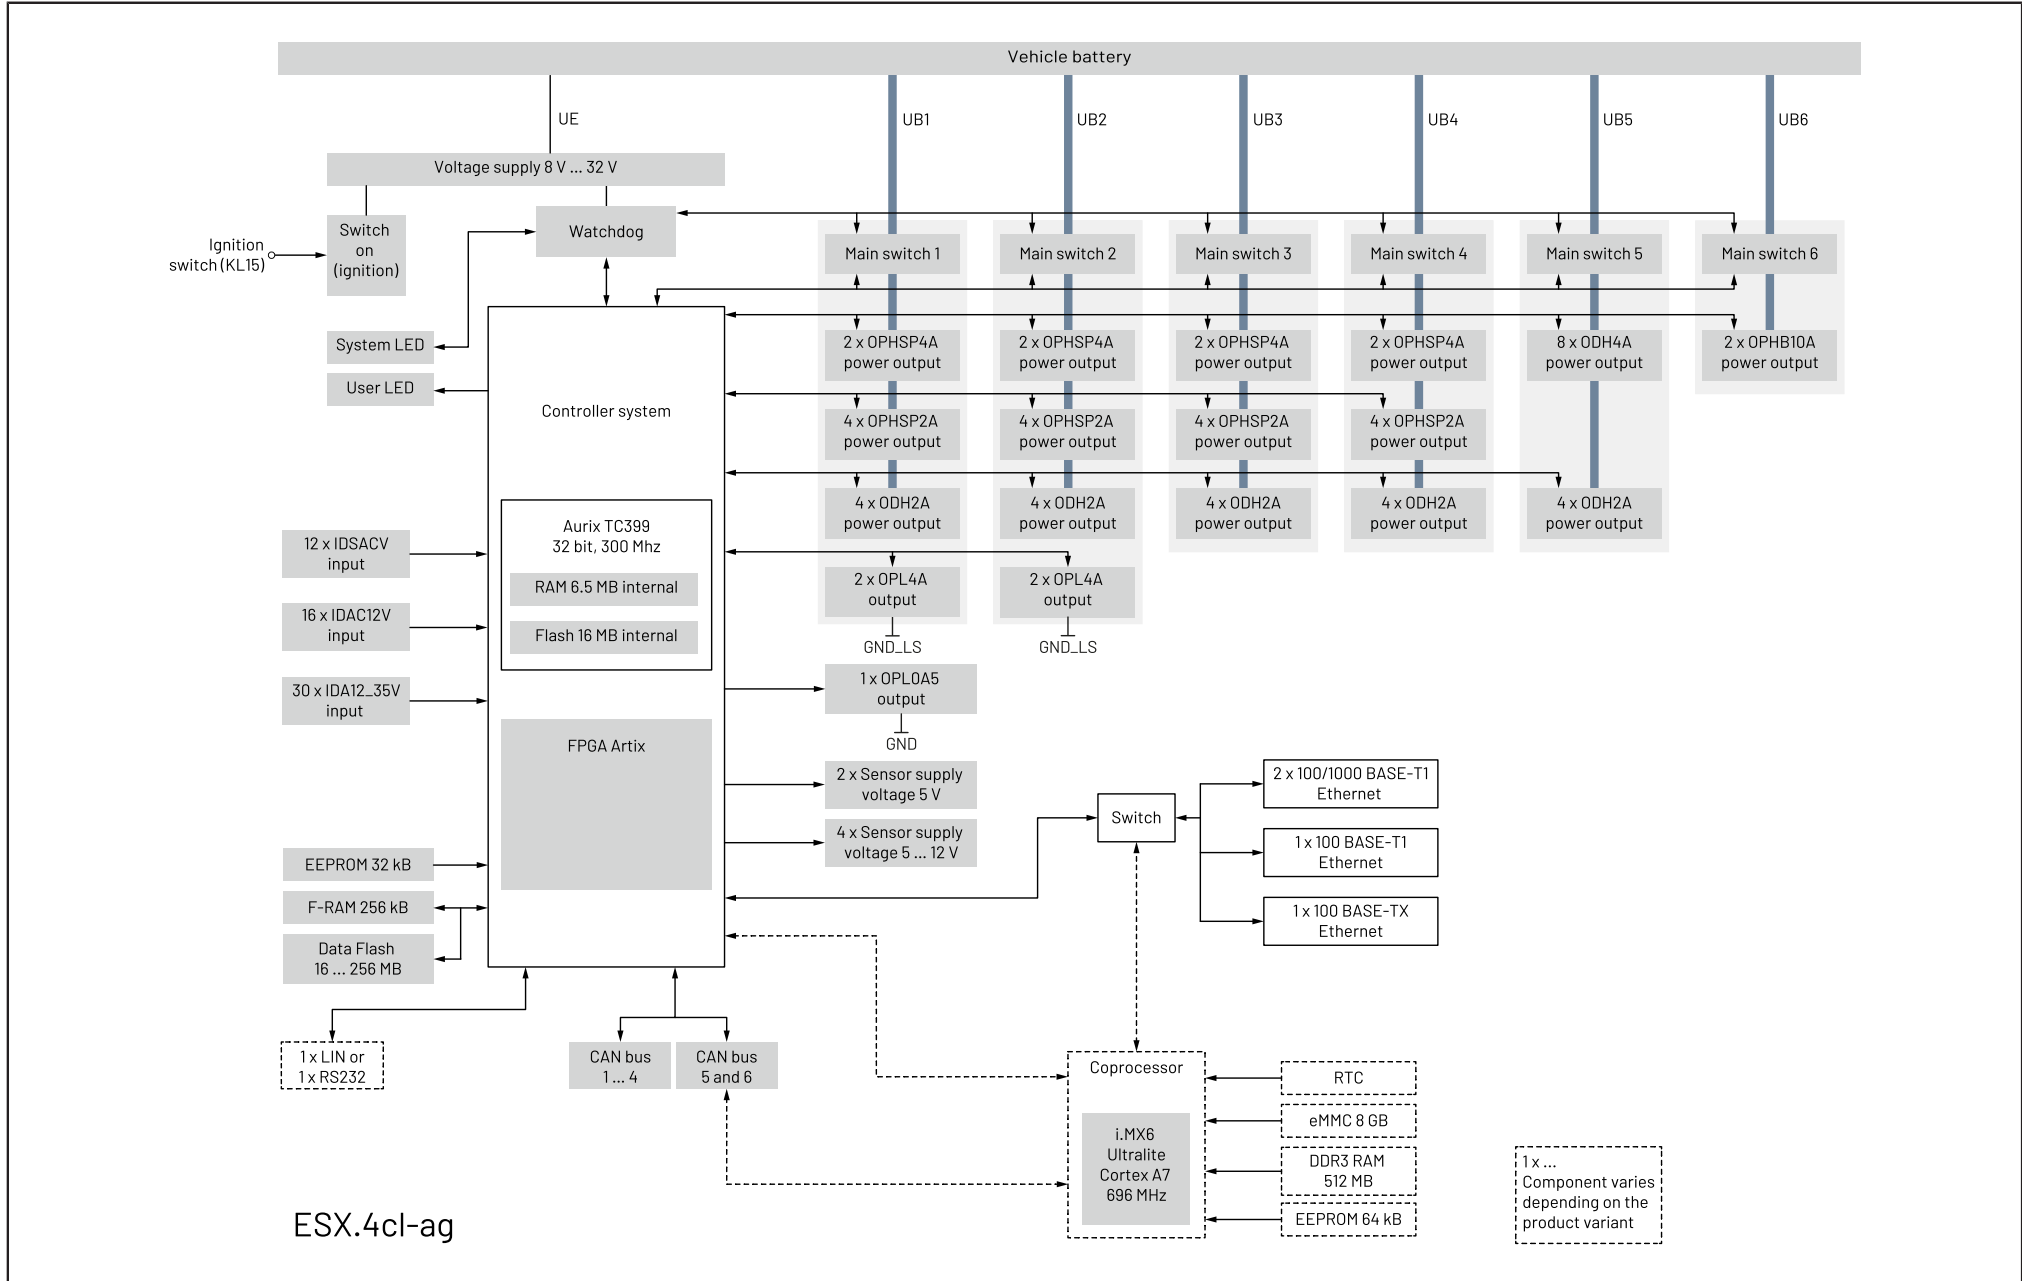 Vehicle battery
UE
UB1
UB2
UB3
UB4
UB5
UB6
Voltage supply 8 V ... 32 V
Ignition
switch (KL15)
Switch
on
(ignition)
Watchdog
Main switch 1
Main switch 2
Main switch 3
Main switch 4
Main switch 5
Main switch 6
System LED
User LED
Controller system
2 x OPHSP4A
power output
2 x OPHSP4A
power output
2 x OPHSP4A
power output
2 x OPHSP4A
power output
8 x ODH4A
power output
2 x OPHB10A
power output
4 x OPHSP2A
power output
4 x OPHSP2A
power output
4 x OPHSP2A
power output
4 x OPHSP2A
power output
4 x ODH2A
power output
4 x ODH2A
power output
4 x ODH2A
power output
4 x ODH2A
power output
4 x ODH2A
power output
Aurix TC399
32 bit, 300 Mhz
RAM 6.5 MB internal
Flash 16 MB internal
12 x IDSACV
input
16 x IDAC12V
input
30 x IDA12_35V
input
2 x OPL4A
output
2 x OPL4A
output
GND_LS
GND_LS
1 x OPL0A5
output
GND
FPGA Artix
2 x Sensor supply
voltage 5 V
4 x Sensor supply
voltage 5 ... 12 V
Switch
2 x 100/1000 BASE-T1
Ethernet
1 x 100 BASE-T1
Ethernet
1 x 100 BASE-TX
Ethernet
EEPROM 32 kB
F-RAM 256 kB
Data Flash
16 ... 256 MB
1 x LIN or
1 x RS232
CAN bus
1 ... 4
CAN bus
5 and 6
Coprocessor
i.MX6
Ultralite
Cortex A7
696 MHz
RTC
eMMC 8 GB
DDR3 RAM
512 MB
EEPROM 64 kB
1 x ...
Component varies
depending on the
product variant
ESX.4cl-ag